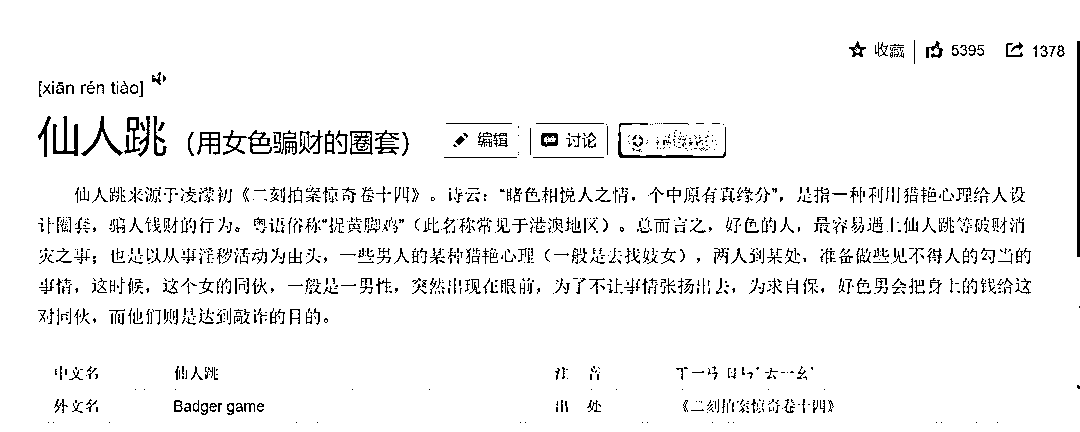 收藏 5395 1378
[xiān rén tiào]
仙人跳（用女色骗财的圈套） 编辑 讨论
仙人跳来源于凌濛初《二刻拍案惊奇卷十四》。诗云：“睹色相悦人之情，个中原有真缘分”，是指一种利用猎艳心理给人设
计圈套，骗人钱财的行为。粤语俗称“捉黄脚鸡”（此名称常见于港澳地区）。总而言之，好色的人，最容易遇上仙人跳等破财消
灾之事；也是以从事淫秽活动为由头，一些男人的某种猎艳心理（一般是去找妓女），两人到某处，准备做些见不得人的勾当的
事情，这时候，这个女的同伙，一般是一男性，突然出现在眼前，为了不让事情张扬出去，为求自保，好色男会把身上的钱给这
对同伙，而他们则是达到敲诈的目的。
中文名 仙人跳 注 音 ㄒㄧㄢ ㄖㄣˊ ㄊㄧㄠˋ
外文名 Badger game 出 处 《二刻拍案惊奇卷十四》